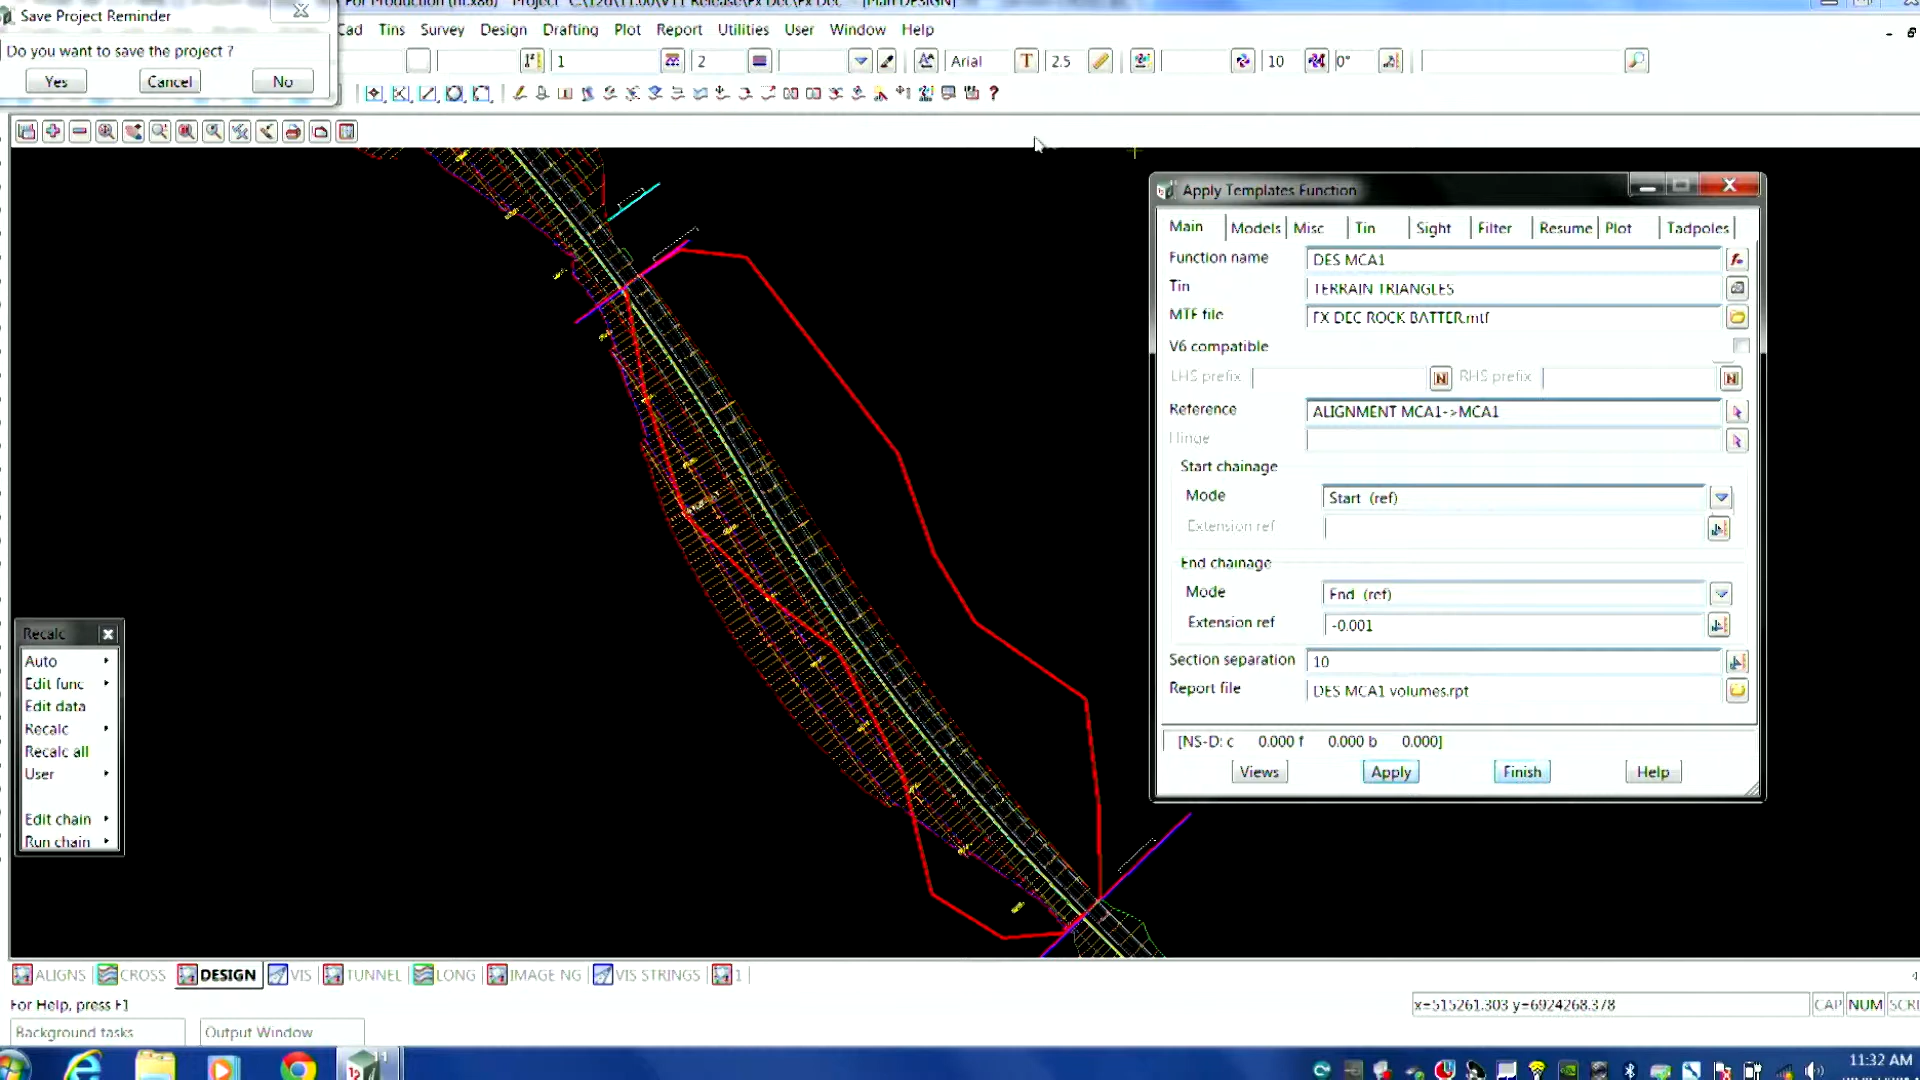 Save Project Reminder
Do you want to save the project ?
Yes Cancel No
Cad Tins Survey Design Drafting Plot Report Utilities User Window Help
1 2 Arial T 2.5 10 0°
Apply Templates Function
Main Models Misc Tin Sight Filter Resume Plot Tadpoles
Function name DES MCA1
Tin TERRAIN TRIANGLES
MTF file FX DEC ROCK BATTER.mtf
V6 compatible
LHS prefix N RHS prefix N
Reference ALIGNMENT MCA1->MCA1
Hinge
Start chainage
Mode Start (ref)
Extension ref
End chainage
Mode End (ref)
Extension ref -0.001
Section separation 10
Report file DES MCA1 volumes.rpt
[NS-D: c 0.000 f 0.000 b 0.000]
Views Apply Finish Help
Recalc
Auto
Edit func
Edit data
Recalc
Recalc all
User
Edit chain
Run chain
ALIGNS CROSS DESIGN VIS TUNNEL LONG IMAGE NG VIS STRINGS 1
For Help, press F1
x=515261.303 y=6924268.378 CAP NUM SCRL
Background tasks Output Window
11:32 AM